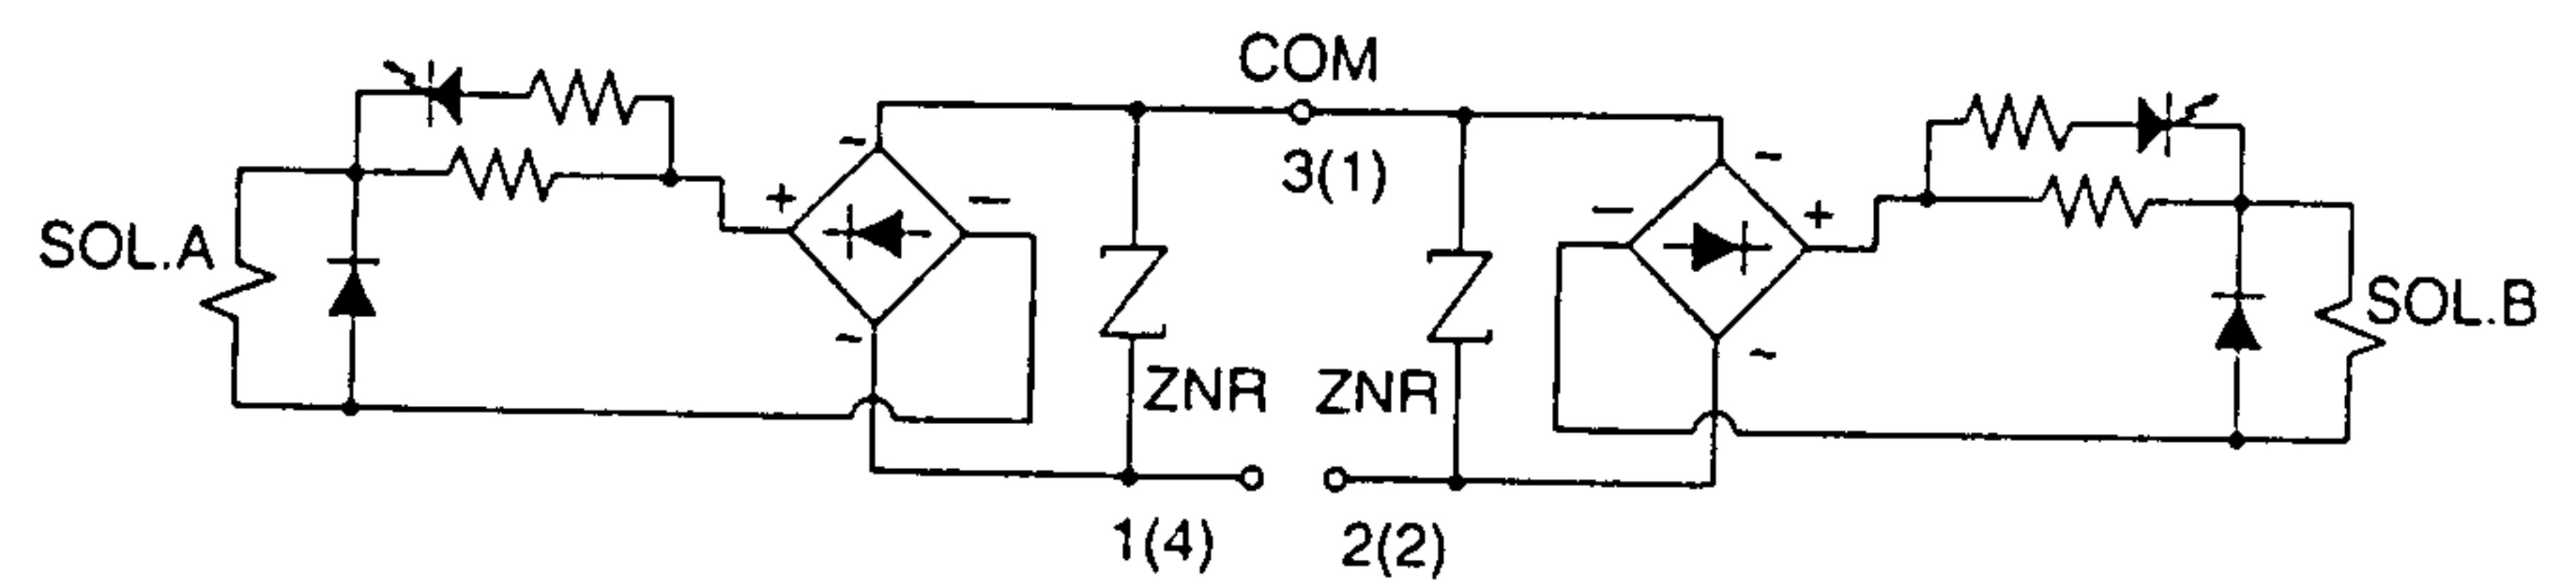 COM
3(1)
~
+
−
~
SOL.A
~
−
+
~
SOL.B
ZNR
ZNR
1(4)
2(2)